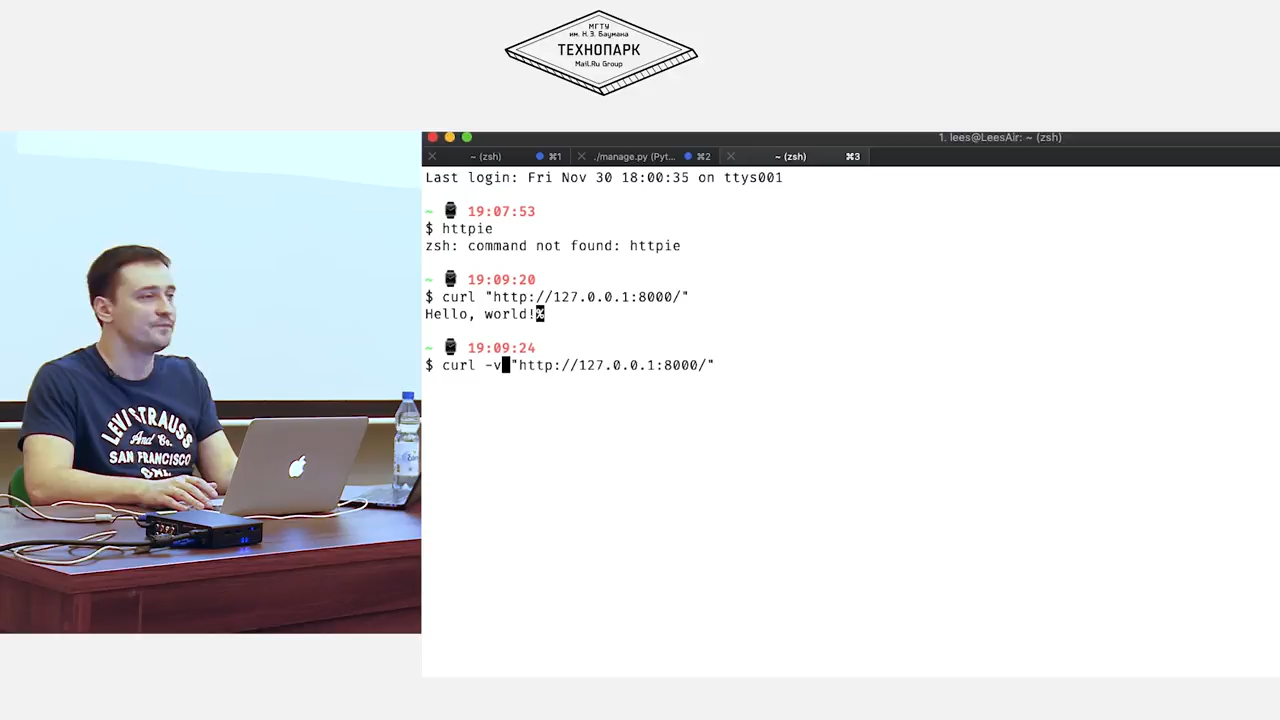 МГТУ
им. Н.Э. Баумана
ТЕХНОПАРК
Mail.Ru Group
1. lees@LeesAir: ~ (zsh)
~ (zsh) ⌘1 ./manage.py (Pyt... ⌘2 ~ (zsh) ⌘3
Last login: Fri Nov 30 18:00:35 on ttys001
~ 19:07:53
$ httpie
zsh: command not found: httpie
~ 19:09:20
$ curl "http://127.0.0.1:8000/"
Hello, world!%
~ 19:09:24
$ curl -v "http://127.0.0.1:8000/"
LEVI STRAUSS
And Co.
SAN FRANCISCO